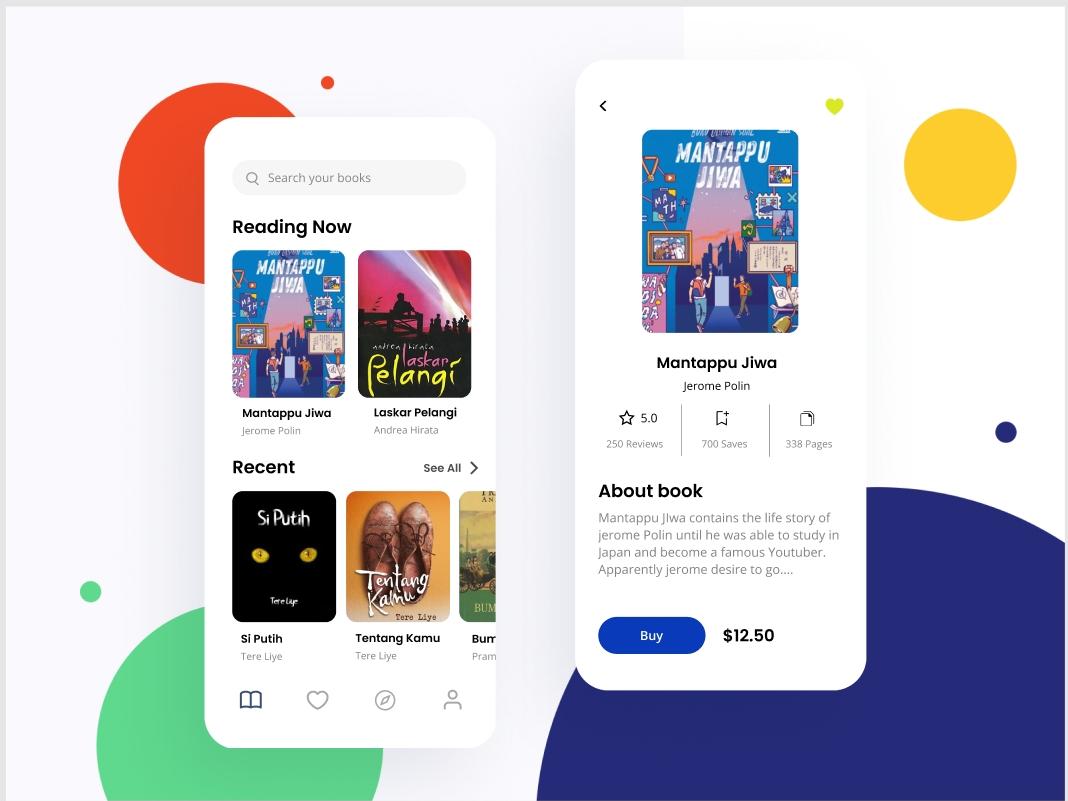 Search your books
Reading Now
MANTAPPU
JIWA
MATH
andrea hirata
laskar
Pelangi
Mantappu Jiwa
Jerome Polin
Laskar Pelangi
Andrea Hirata
Recent
See All
Si Putih
Tere Liye
Tentang
Kamu
Tere Liye
BUM
Si Putih
Tere Liye
Tentang Kamu
Tere Liye
Bum
Pram
MANTAPPU
JIWA
MATH
Mantappu Jiwa
Jerome Polin
5.0
250 Reviews
700 Saves
338 Pages
About book
Mantappu JIwa contains the life story of
jerome Polin until he was able to study in
Japan and become a famous Youtuber.
Apparently jerome desire to go....
Buy
$12.50